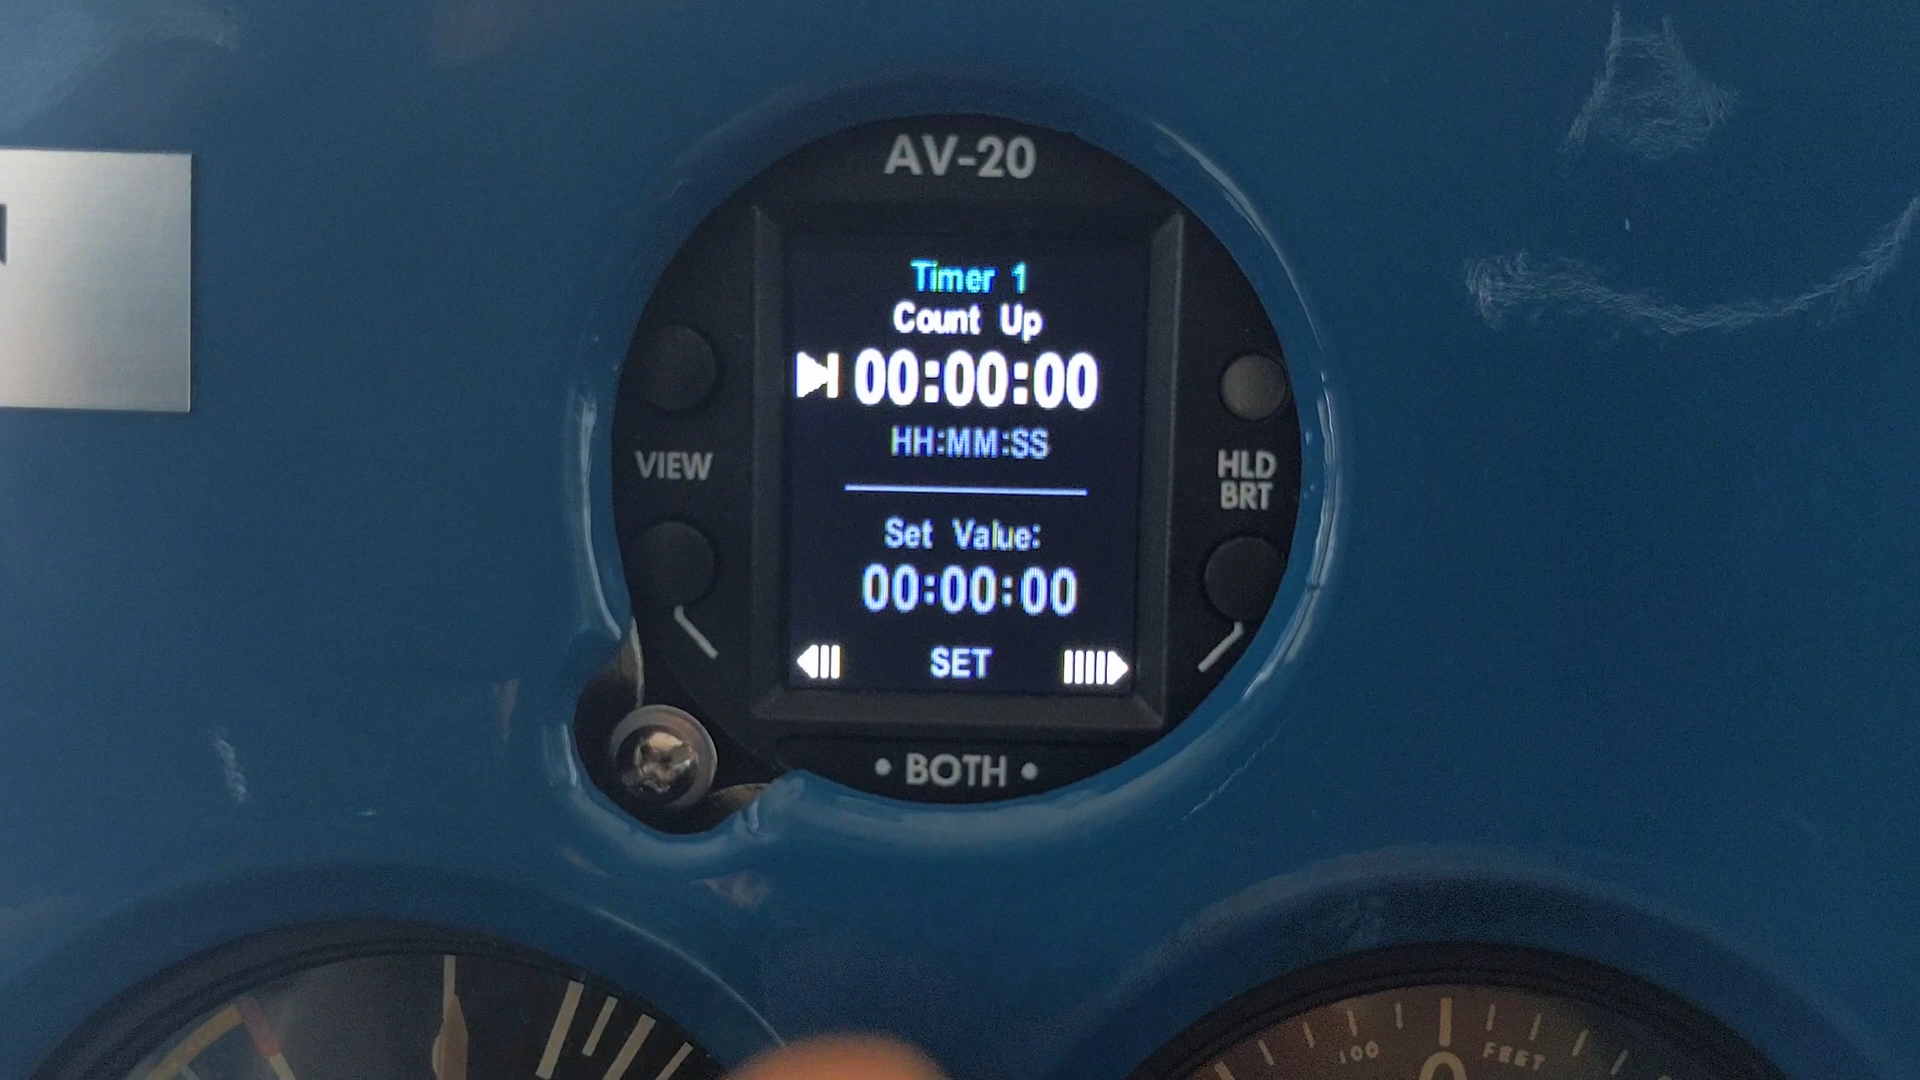 AV-20
Timer 1
Count Up
00:00:00
HH:MM:SS
VIEW
HLD
BRT
Set Value:
00:00:00
SET
• BOTH •
100 FEET
0